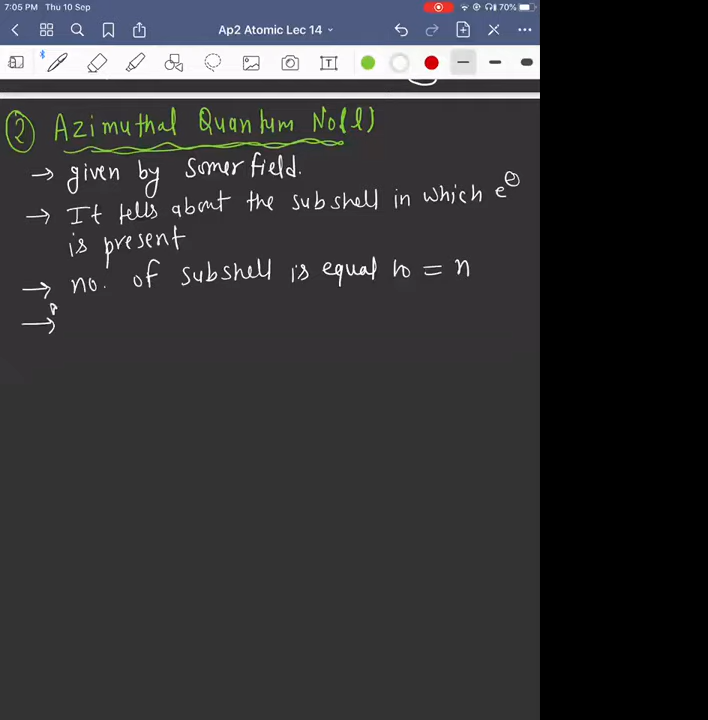 7:05 PM Thu 10 Sep 70%
Ap2 Atomic Lec 14
② Azimuthal Quantum No(l)
→ given by Somerfield.
→ It tells about the subshell in which e⊖
is present
→ no. of subshell is equal to = n
→